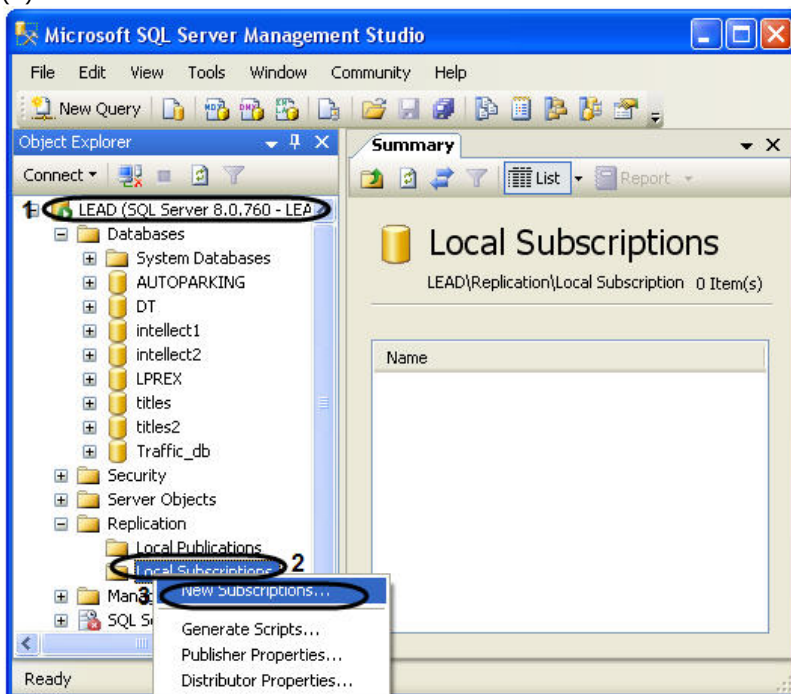 Microsoft SQL Server Management Studio
File Edit View Tools Window Community Help
New Query
Object Explorer
Summary
Connect
List
Report
1
LEAD (SQL Server 8.0.760 - LEA
Databases
System Databases
AUTOPARKING
DT
intellect1
intellect2
LPREX
titles
titles2
Traffic_db
Security
Server Objects
Replication
Local Publications
Local Subscriptions
2
3
New Subscriptions...
Generate Scripts...
Publisher Properties...
Distributor Properties...
SQL S
Local Subscriptions
LEAD\Replication\Local Subscription 0 Item(s)
Name
Ready